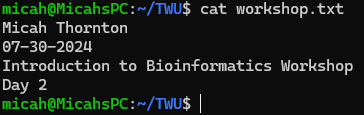 micah@MicahsPC:~/TWU$ cat workshop.txt
Micah Thornton
07-30-2024
Introduction to Bioinformatics Workshop
Day 2
micah@MicahsPC:~/TWU$